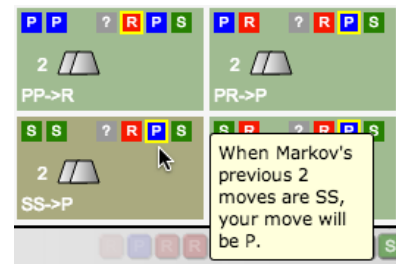 P P ? R P S P R ? R P S
2 2
PP->R PR->P
S S ? R P S S R ? R P S
2
SS->P
When Markov's
previous 2
moves are SS,
your move will
be P.
P R R S